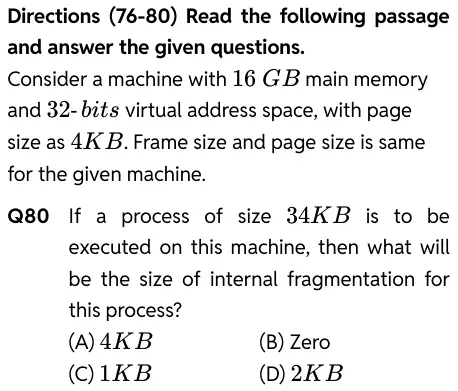 Directions (76-80) Read the following passage
and answer the given questions.
Consider a machine with 16 GB main memory
and 32-bits virtual address space, with page
size as 4KB. Frame size and page size is same
for the given machine.
Q80 If a process of size 34KB is to be
executed on this machine, then what will
be the size of internal fragmentation for
this process?
(A) 4KB (B) Zero
(C) 1KB (D) 2KB